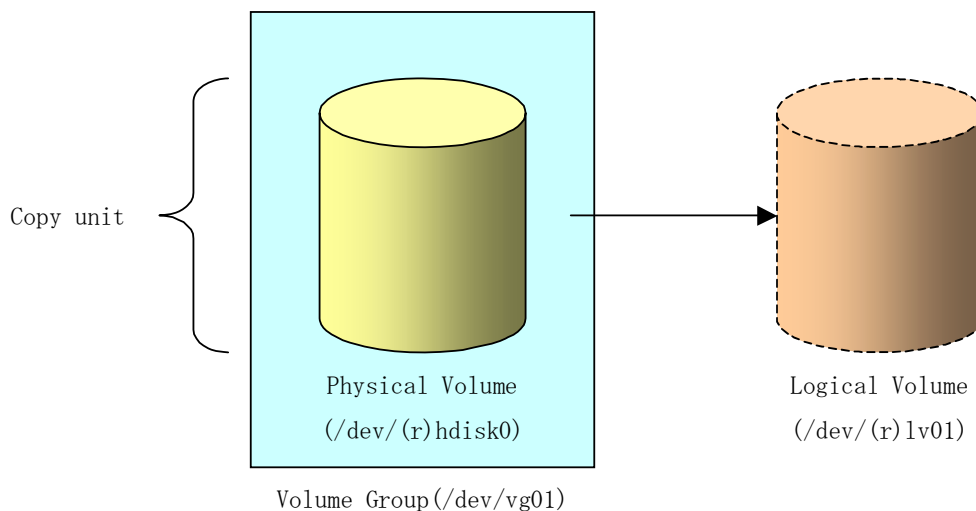 Copy unit
Physical Volume
(/dev/(r)hdisk0)
Logical Volume
(/dev/(r)lv01)
Volume Group(/dev/vg01)